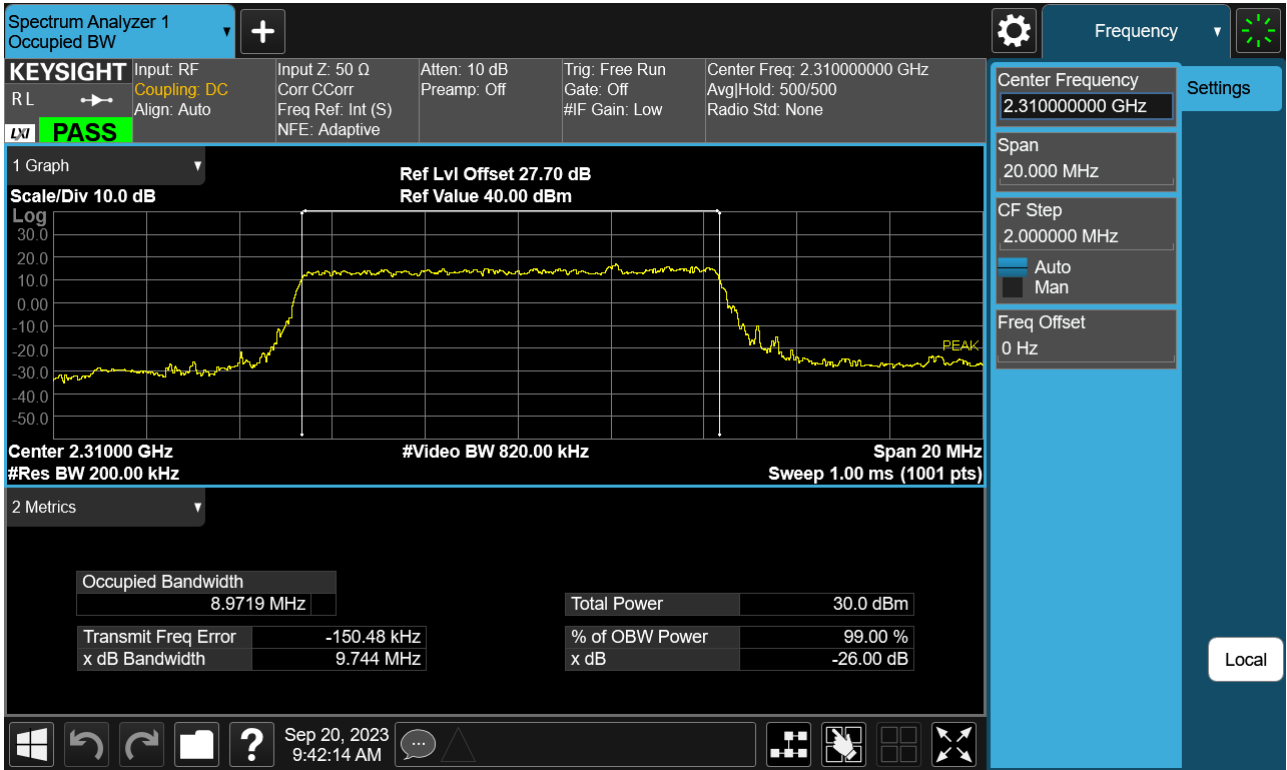 Spectrum Analyzer 1
Occupied BW
▼
+
Frequency
▼
KEYSIGHT
RL
LXI
PASS
Input: RF
Coupling: DC
Align: Auto
Input Z: 50 Ω
Corr CCorr
Freq Ref: Int (S)
NFE: Adaptive
Atten: 10 dB
Preamp: Off
Trig: Free Run
Gate: Off
#IF Gain: Low
Center Freq: 2.310000000 GHz
Avg|Hold: 500/500
Radio Std: None
Center Frequency
2.310000000 GHz
Settings
Span
20.000 MHz
CF Step
2.000000 MHz
Auto
Man
Freq Offset
0 Hz
1 Graph
▼
Ref Lvl Offset 27.70 dB
Scale/Div 10.0 dB
Ref Value 40.00 dBm
Log
30.0
20.0
10.0
0.00
-10.0
-20.0
-30.0
-40.0
-50.0
PEAK
Center 2.31000 GHz
#Video BW 820.00 kHz
Span 20 MHz
#Res BW 200.00 kHz
Sweep 1.00 ms (1001 pts)
2 Metrics
▼
Occupied Bandwidth
8.9719 MHz
Total Power
30.0 dBm
Transmit Freq Error
-150.48 kHz
% of OBW Power
99.00 %
x dB Bandwidth
9.744 MHz
x dB
-26.00 dB
Local
?
Sep 20, 2023
9:42:14 AM